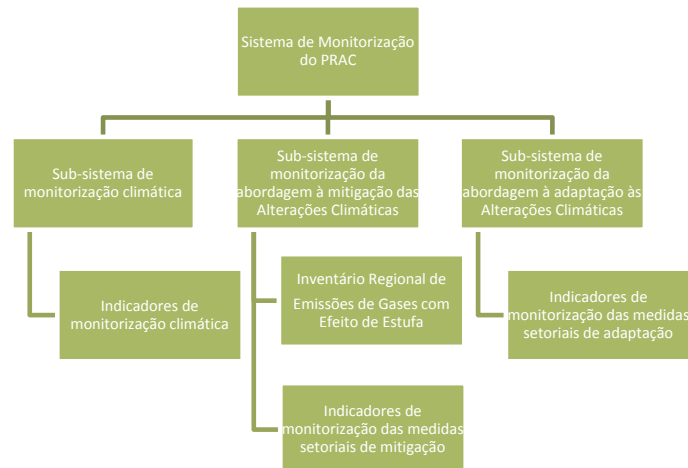 Sistema de Monitorização
do PRAC
Sub-sistema de
monitorização climática
Sub-sistema de
monitorização da
abordagem à mitigação das
Alterações Climáticas
Sub-sistema de
monitorização da
abordagem à adaptação às
Alterações Climáticas
Indicadores de
monitorização climática
Inventário Regional de
Emissões de Gases com
Efeito de Estufa
Indicadores de
monitorização das medidas
setoriais de adaptação
Indicadores de
monitorização das medidas
setoriais de mitigação